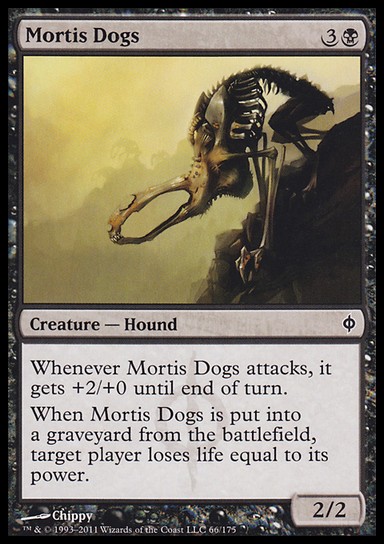 Mortis Dogs 3
Creature — Hound
Whenever Mortis Dogs attacks, it
gets +2/+0 until end of turn.
When Mortis Dogs is put into
a graveyard from the battlefield,
target player loses life equal to its
power.
Chippy
2/2
™ & © 1993–2011 Wizards of the Coast LLC 66/175